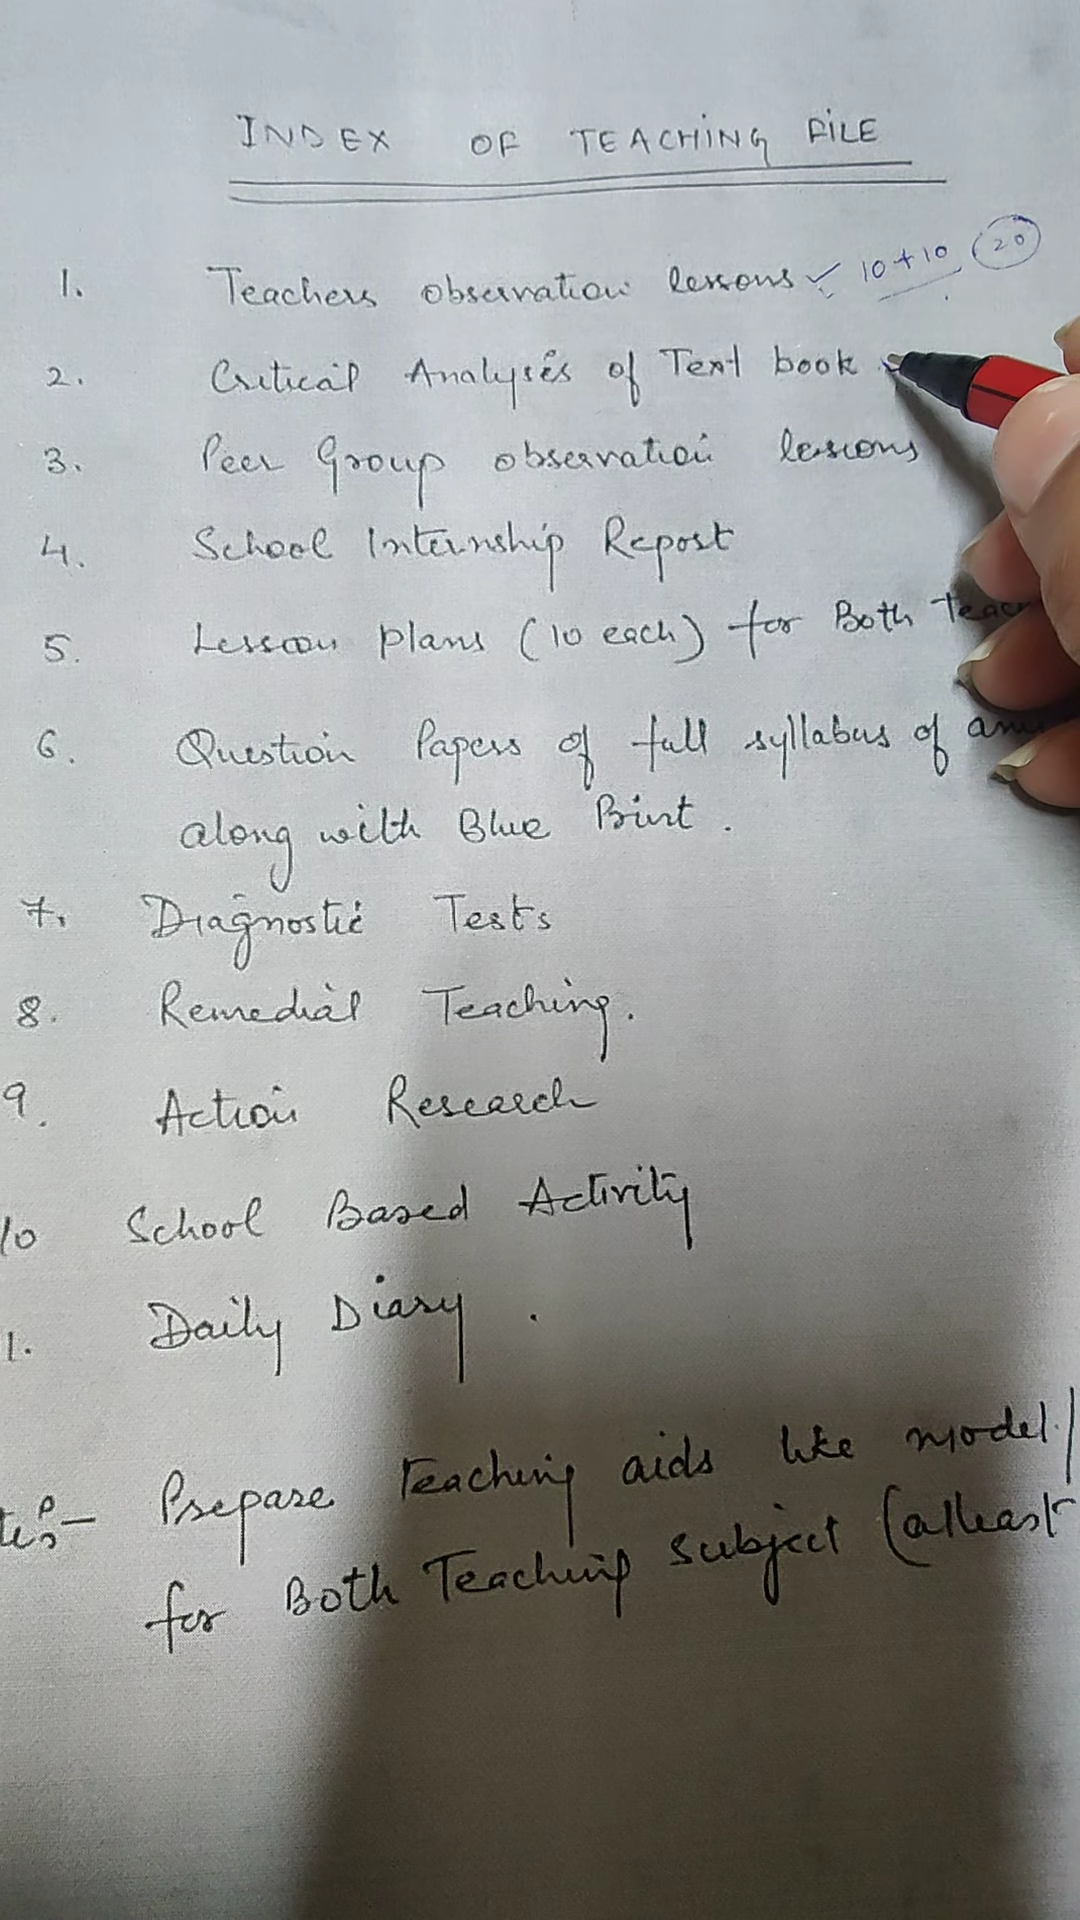 INDEX OF TEACHING FILE
1. Teachers observation lessons ✓ 10+10 20
2. Critical Analysis of Text book
3. Peer Group observation lessons
4. School Internship Report
5. Lesson plans (10 each) for Both
6. Question Papers of full syllabus of
along with Blue Print.
7. Diagnostic Tests
8. Remedial Teaching.
9. Action Research
10 School Based Activity
1. Daily Diary.
Prepare teaching aids like model/
for Both Teaching subject (atleast